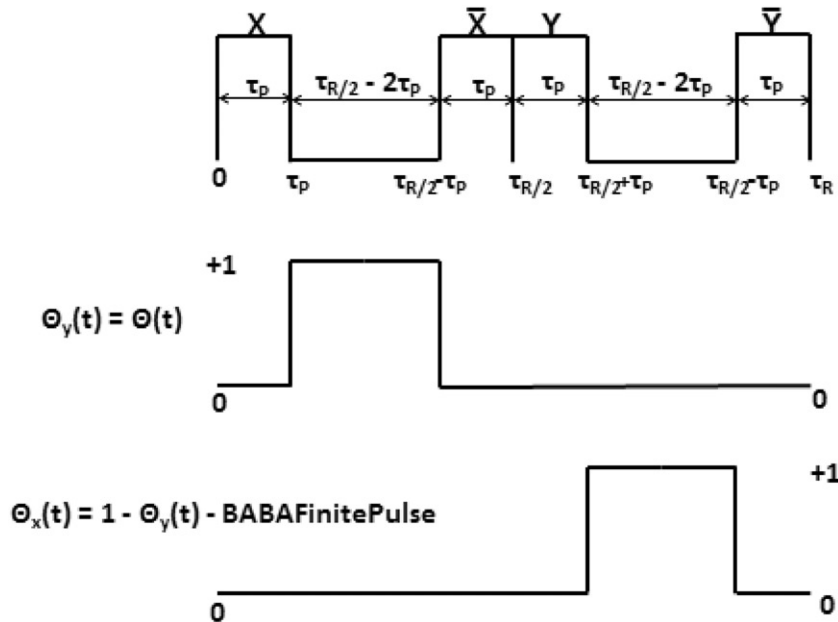 X X̄ Y Ȳ
τP τR/2 - 2τP τP τP τR/2 - 2τP τP
0 τP τR/2-τP τR/2 τR/2+τP τR/2-τP τR
+1
Θy(t) = Θ(t)
0 0
+1
Θx(t) = 1 - Θy(t) - BABAFinitePulse
0 0